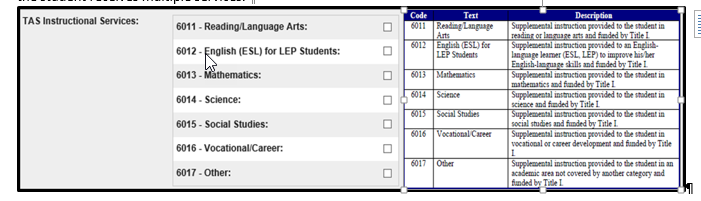 TAS Instructional Services:
6011 - Reading/Language Arts:
6012 - English (ESL) for LEP Students:
6013 - Mathematics:
6014 - Science:
6015 - Social Studies:
6016 - Vocational/Career:
6017 - Other:
Code Text Description
6011 Reading/Language Supplemental instruction provided to the student in
Arts reading or language arts and funded by Title I.
6012 English (ESL) for Supplemental instruction provided to an English-
LEP Students language learner (ESL, LEP) to improve his/her
English-language skills and funded by Title I.
6013 Mathematics Supplemental instruction provided to the student in
mathematics and funded by Title I.
6014 Science Supplemental instruction provided to the student in
science and funded by Title I.
6015 Social Studies Supplemental instruction provided to the student in
social studies and funded by Title I.
6016 Vocational/Career Supplemental instruction provided to the student in
vocational or career development and funded by Title
I.
6017 Other Supplemental instruction provided to the student in an
academic area not covered by another category and
funded by Title I.